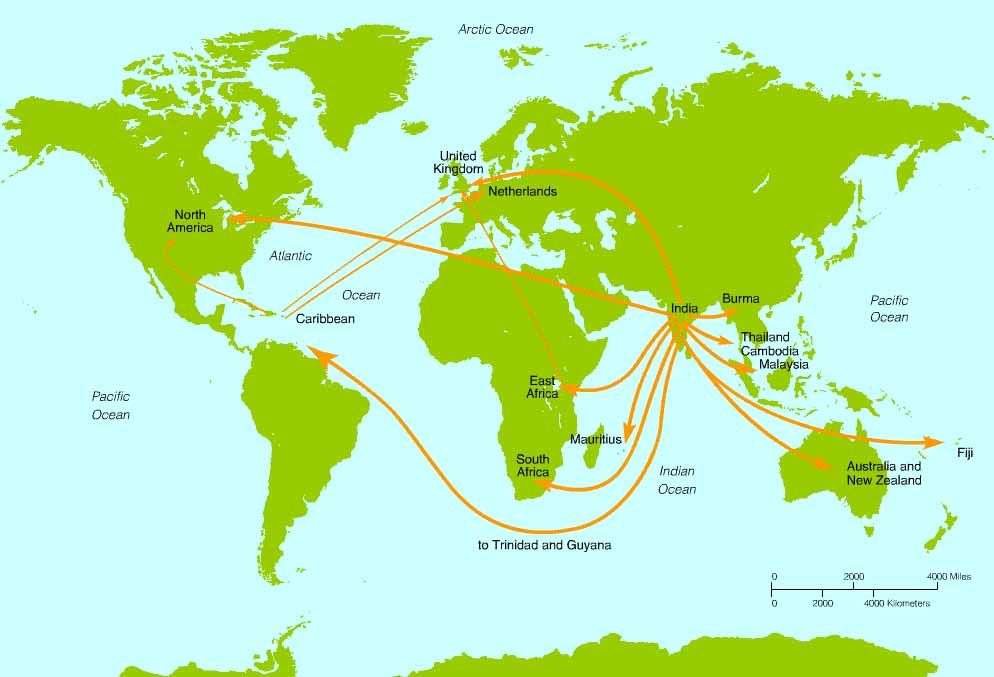 Arctic Ocean
United
Kingdom
Netherlands
North
America
Atlantic
Ocean
Caribbean
India
Burma
Pacific
Ocean
Thailand
Cambodia
Malaysia
East
Africa
Pacific
Ocean
Mauritius
South
Africa
Indian
Ocean
Fiji
Australia and
New Zealand
to Trinidad and Guyana
0 2000 4000 Miles
0 2000 4000 Kilometers